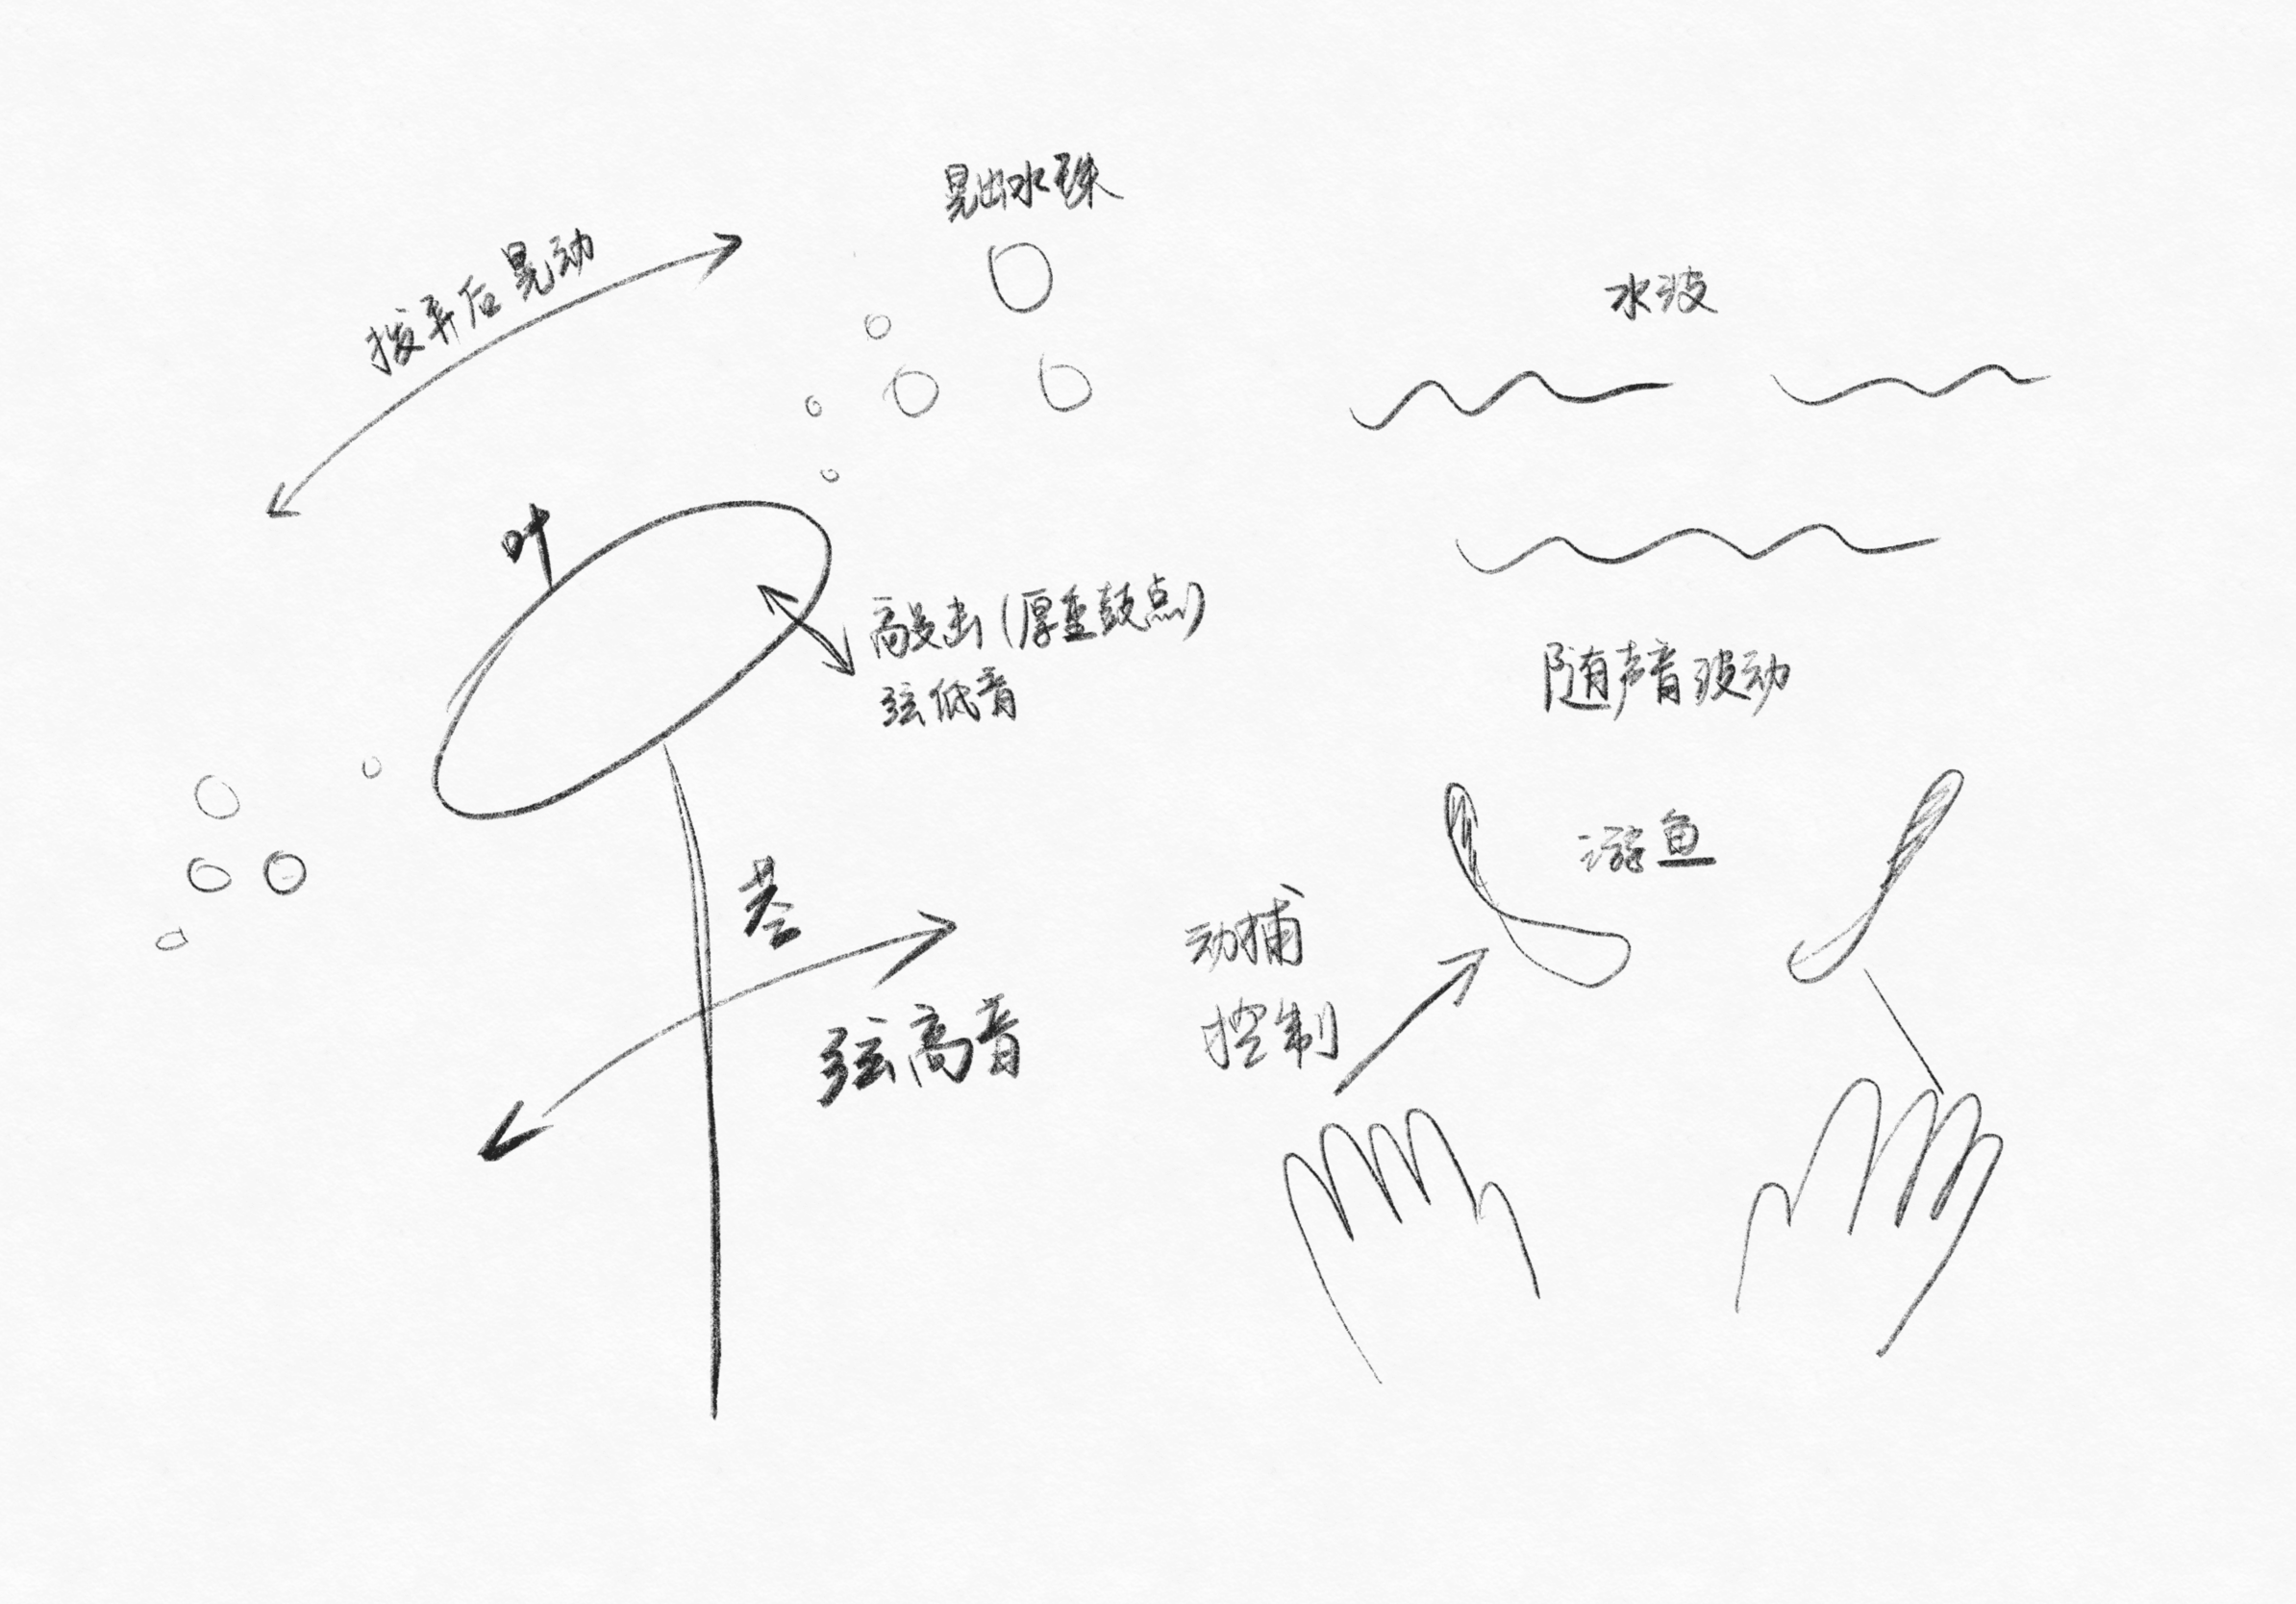 晃出水珠
拨弄后晃动
叶
敲击(厚重鼓点)
弦低音
茎
弦高音
水波
随声音波动
游鱼
动捕
控制